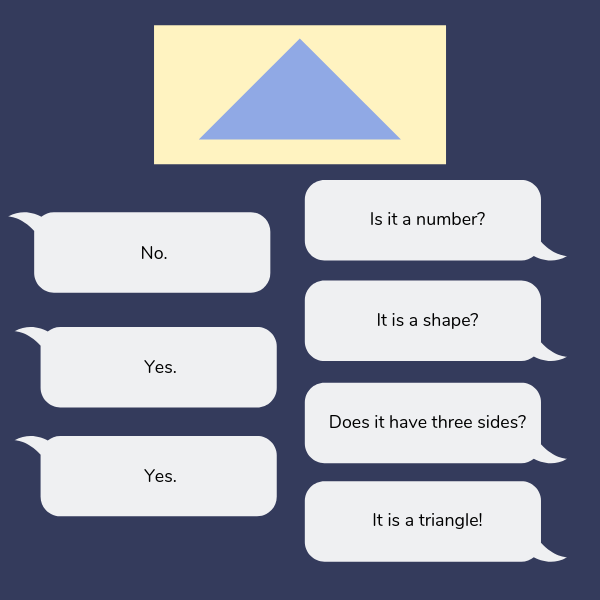 Is it a number?
No.
It is a shape?
Yes.
Does it have three sides?
Yes.
It is a triangle!